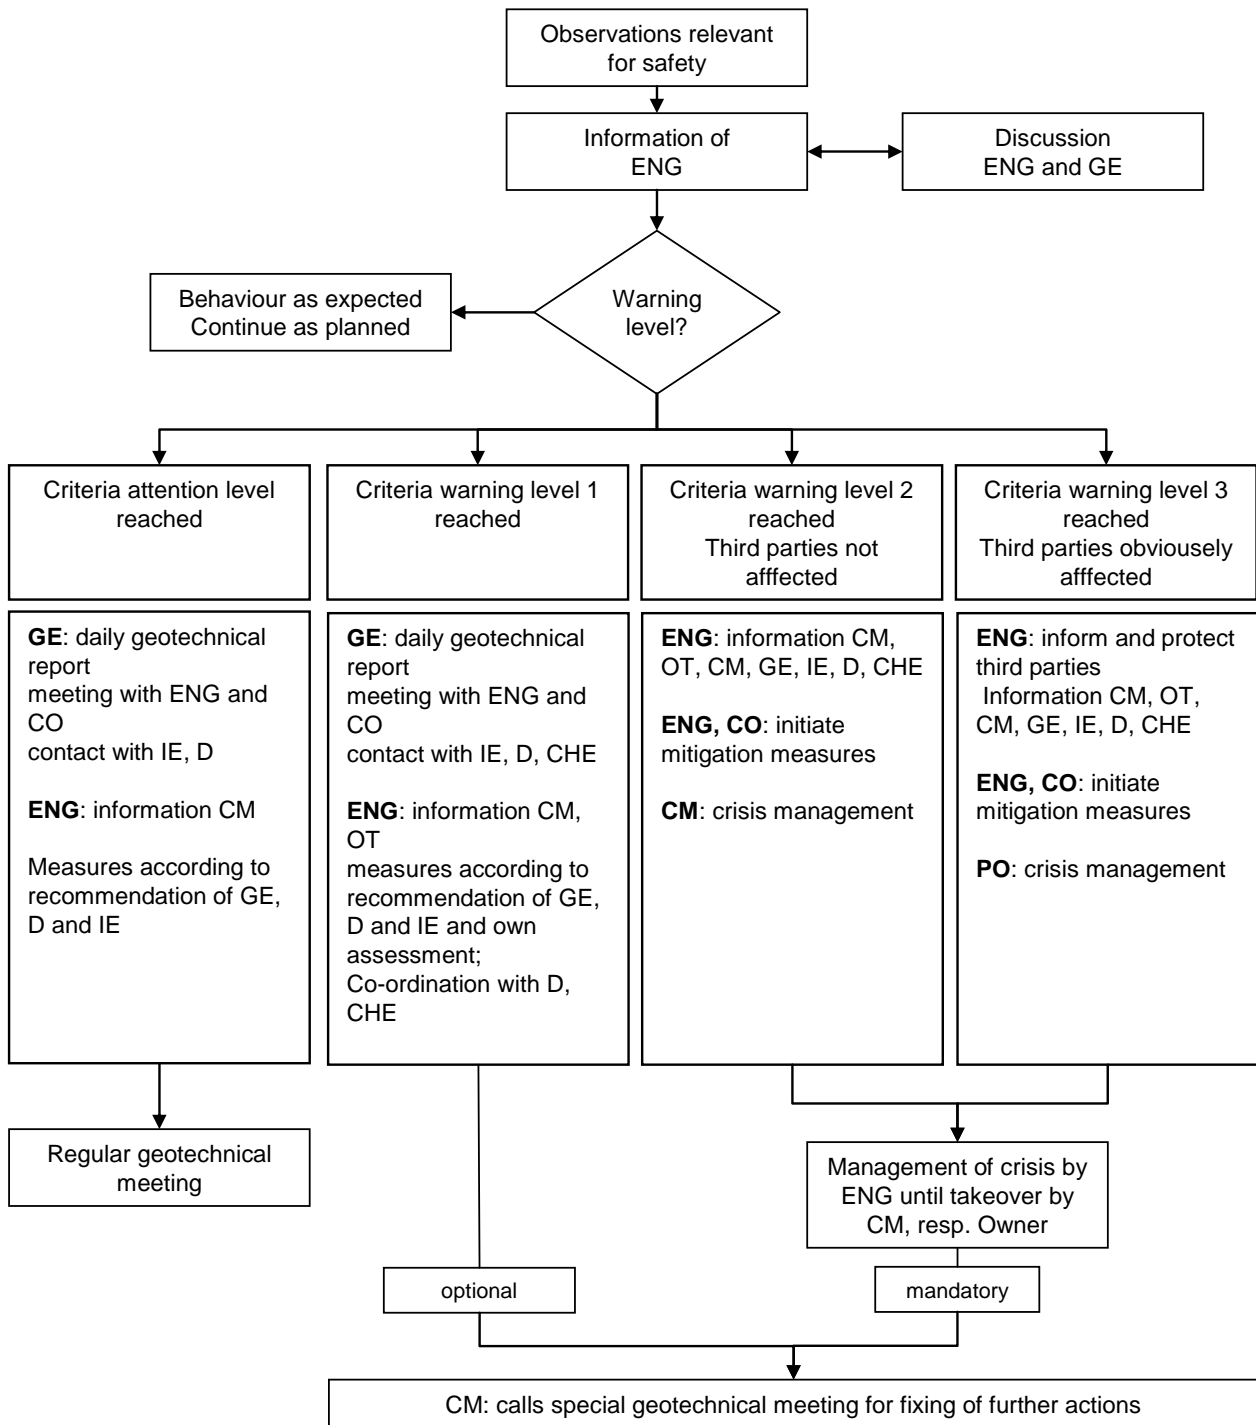 Observations relevant
for safety
Information of
ENG
Discussion
ENG and GE
Warning
level?
Behaviour as expected
Continue as planned
Criteria attention level
reached
Criteria warning level 1
reached
Criteria warning level 2
reached
Third parties not
afffected
Criteria warning level 3
reached
Third parties obviousely
afffected
GE: daily geotechnical
report
meeting with ENG and
CO
contact with IE, D
ENG: information CM
Measures according to
recommendation of GE,
D and IE
GE: daily geotechnical
report
meeting with ENG and
CO
contact with IE, D, CHE
ENG: information CM,
OT
measures according to
recommendation of GE,
D and IE and own
assessment;
Co-ordination with D,
CHE
ENG: information CM,
OT, CM, GE, IE, D, CHE
ENG, CO: initiate
mitigation measures
CM: crisis management
ENG: inform and protect
third parties
Information CM, OT,
CM, GE, IE, D, CHE
ENG, CO: initiate
mitigation measures
PO: crisis management
Regular geotechnical
meeting
Management of crisis by
ENG until takeover by
CM, resp. Owner
optional
mandatory
CM: calls special geotechnical meeting for fixing of further actions